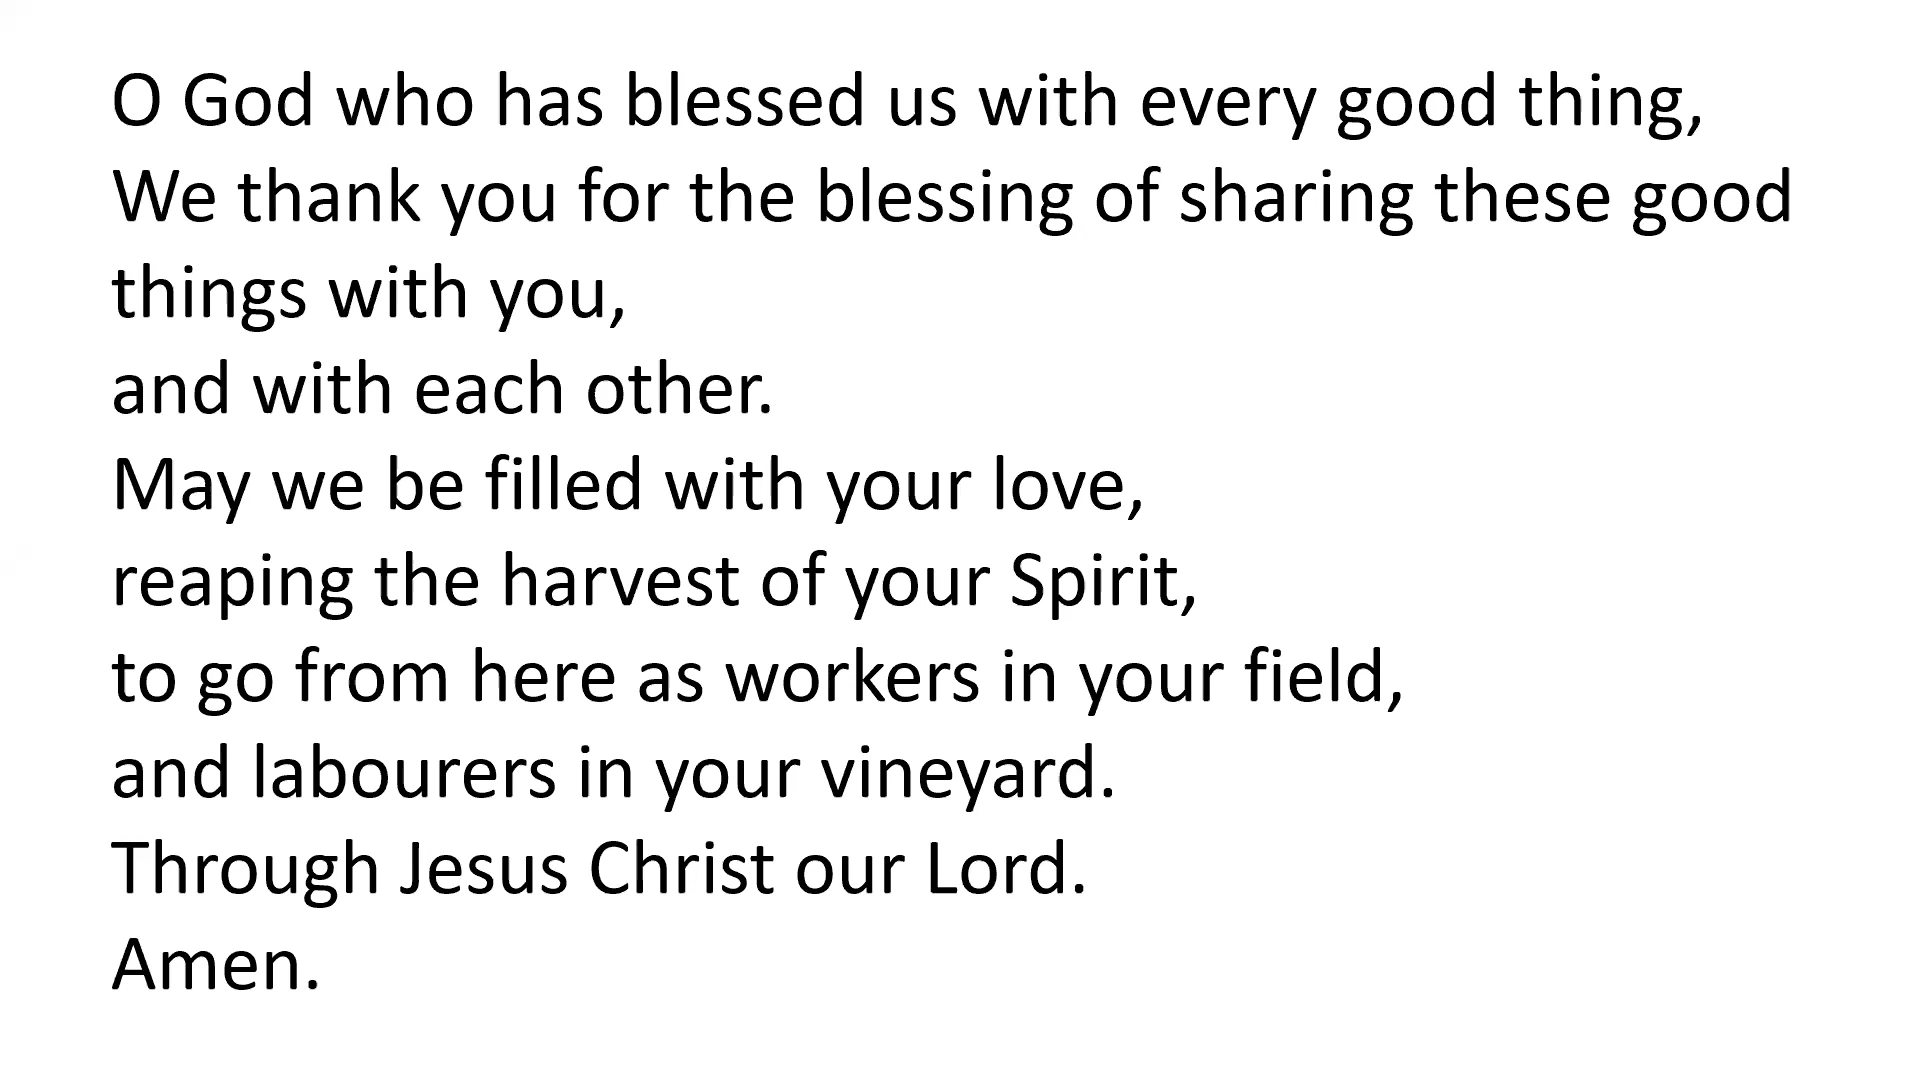 O God who has blessed us with every good thing,
We thank you for the blessing of sharing these good
things with you,
and with each other.
May we be filled with your love,
reaping the harvest of your Spirit,
to go from here as workers in your field,
and labourers in your vineyard.
Through Jesus Christ our Lord.
Amen.